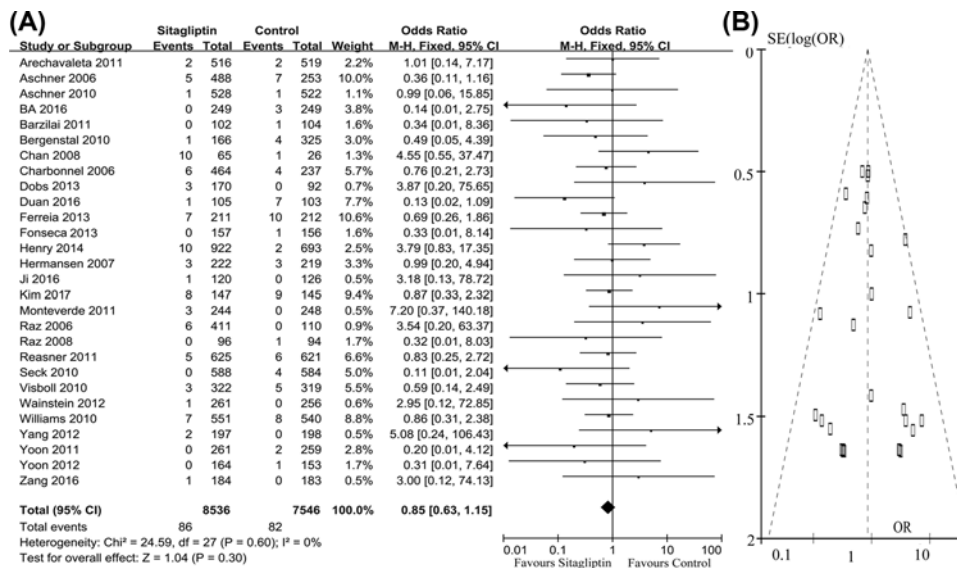 (A)
Sitagliptin Control Odds Ratio Odds Ratio
Study or Subgroup Events Total Events Total Weight M-H, Fixed, 95% CI M-H, Fixed, 95% CI
Arechavaleta 2011 2 516 2 519 2.2% 1.01 [0.14, 7.17]
Aschner 2006 5 488 7 253 10.0% 0.36 [0.11, 1.16]
Aschner 2010 1 528 1 522 1.1% 0.99 [0.06, 15.85]
BA 2016 0 249 3 249 3.8% 0.14 [0.01, 2.75]
Barzilai 2011 0 102 1 104 1.6% 0.34 [0.01, 8.36]
Bergenstal 2010 1 166 4 325 2.9% 0.49 [0.05, 4.39]
Chan 2008 10 65 1 26 1.3% 4.55 [0.55, 37.47]
Charbonnel 2006 6 464 4 237 5.7% 0.76 [0.21, 2.73]
Dobs 2013 3 170 0 92 0.7% 3.87 [0.20, 75.65]
Duan 2016 1 105 7 103 7.6% 0.13 [0.02, 1.09]
Ferreia 2013 7 211 10 212 10.6% 0.69 [0.26, 1.86]
Fonseca 2013 0 157 1 156 1.6% 0.33 [0.01, 8.14]
Henry 2014 10 922 2 693 2.5% 3.79 [0.83, 17.35]
Hermansen 2007 3 222 3 219 3.3% 0.99 [0.20, 4.94]
Ji 2016 1 120 0 126 0.5% 3.18 [0.13, 78.72]
Kim 2017 8 147 9 145 9.4% 0.87 [0.33, 2.32]
Monteverde 2011 3 244 0 248 0.5% 7.20 [0.37, 140.18]
Raz 2006 6 411 0 110 0.9% 3.54 [0.20, 63.37]
Raz 2008 0 96 1 94 1.7% 0.32 [0.01, 8.03]
Reasner 2011 5 625 6 621 6.5% 0.83 [0.25, 2.72]
Seck 2010 0 588 4 584 4.9% 0.11 [0.01, 2.04]
Visboll 2010 3 322 5 319 5.4% 0.59 [0.14, 2.49]
Wainstein 2012 1 261 0 256 0.5% 2.95 [0.12, 72.85]
Williams 2010 7 551 8 540 8.8% 0.86 [0.31, 2.38]
Yang 2012 2 197 0 198 0.5% 5.08 [0.24, 106.43]
Yoon 2011 0 261 2 259 2.7% 0.20 [0.01, 4.12]
Yoon 2012 0 164 1 153 1.7% 0.31 [0.01, 7.64]
Zang 2016 1 184 0 183 0.5% 3.00 [0.12, 74.13]
Total (95% CI) 8536 7546 100.0% 0.85 [0.63, 1.15]
Total events 86 82
Heterogeneity: Chi² = 24.59, df = 27 (P = 0.60); I² = 0%
Test for overall effect: Z = 1.04 (P = 0.30)
0.01 0.1 1 10 100
Favours Sitagliptin Favours Control
(B)
SE(log(OR)
0
0.5
1
1.5
2
OR
0.1 1 10